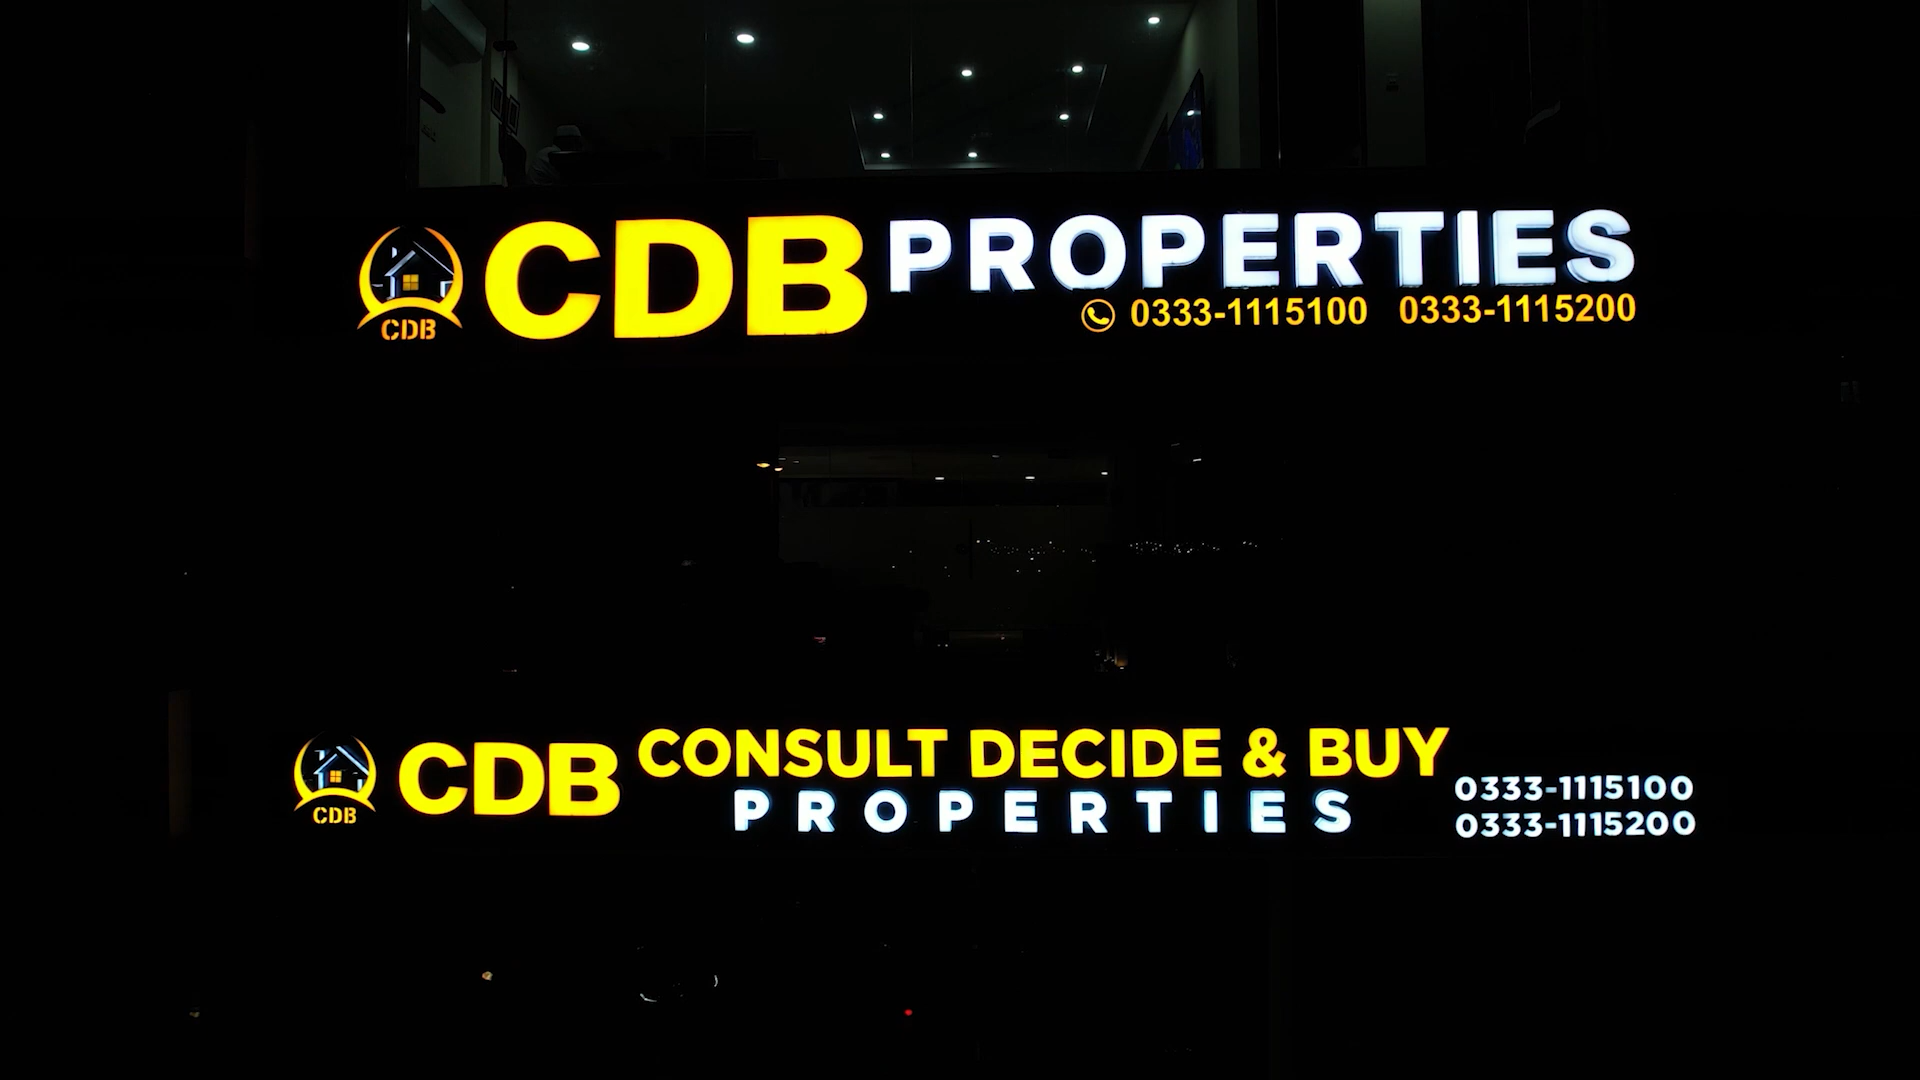 CDB PROPERTIES
0333-1115100 0333-1115200
CDB
CDB CONSULT DECIDE & BUY
PROPERTIES
0333-1115100
0333-1115200
CDB